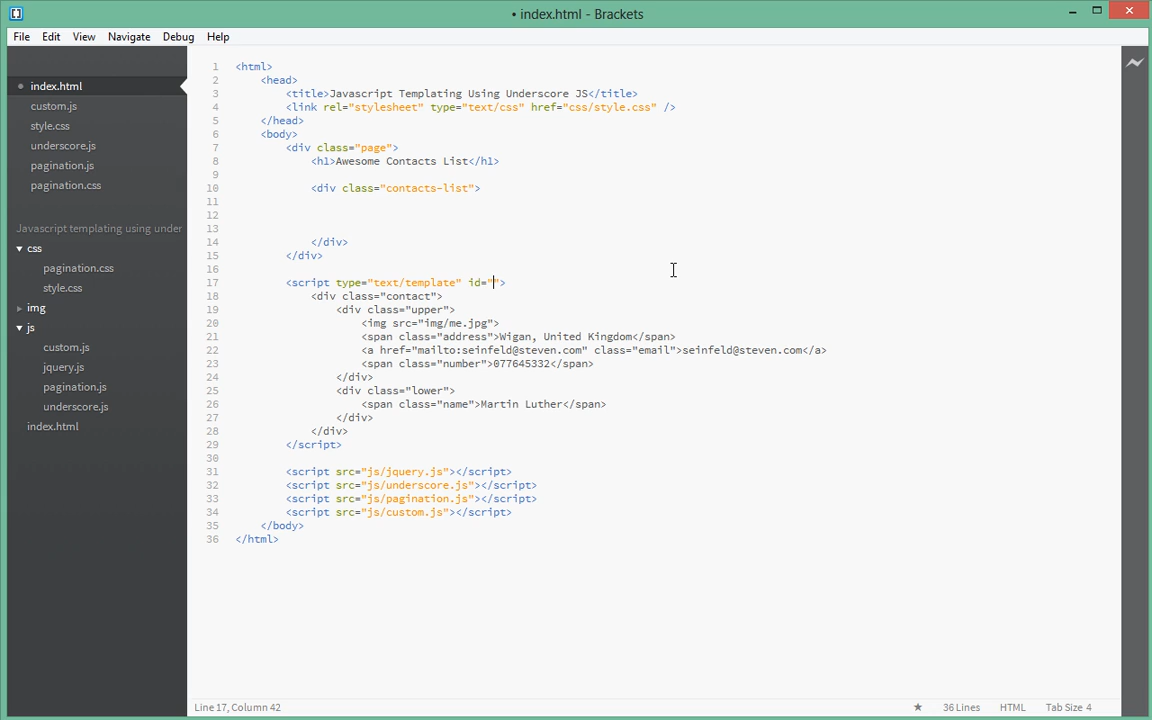 • index.html - Brackets
File Edit View Navigate Debug Help
index.html
custom.js
style.css
underscore.js
pagination.js
pagination.css
Javascript templating using under
css
pagination.css
style.css
img
js
custom.js
jquery.js
pagination.js
underscore.js
index.html
1 <html>
2 <head>
3 <title>Javascript Templating Using Underscore JS</title>
4 <link rel="stylesheet" type="text/css" href="css/style.css" />
5 </head>
6 <body>
7 <div class="page">
8 <h1>Awesome Contacts List</h1>
9
10 <div class="contacts-list">
11
12
13
14 </div>
15 </div>
16
17 <script type="text/template" id="">
18 <div class="contact">
19 <div class="upper">
20 <img src="img/me.jpg">
21 <span class="address">Wigan, United Kingdom</span>
22 <a href="mailto:seinfeld@steven.com" class="email">seinfeld@steven.com</a>
23 <span class="number">077645332</span>
24 </div>
25 <div class="lower">
26 <span class="name">Martin Luther</span>
27 </div>
28 </div>
29 </script>
30
31 <script src="js/jquery.js"></script>
32 <script src="js/underscore.js"></script>
33 <script src="js/pagination.js"></script>
34 <script src="js/custom.js"></script>
35 </body>
36 </html>
Line 17, Column 42
36 Lines HTML Tab Size 4